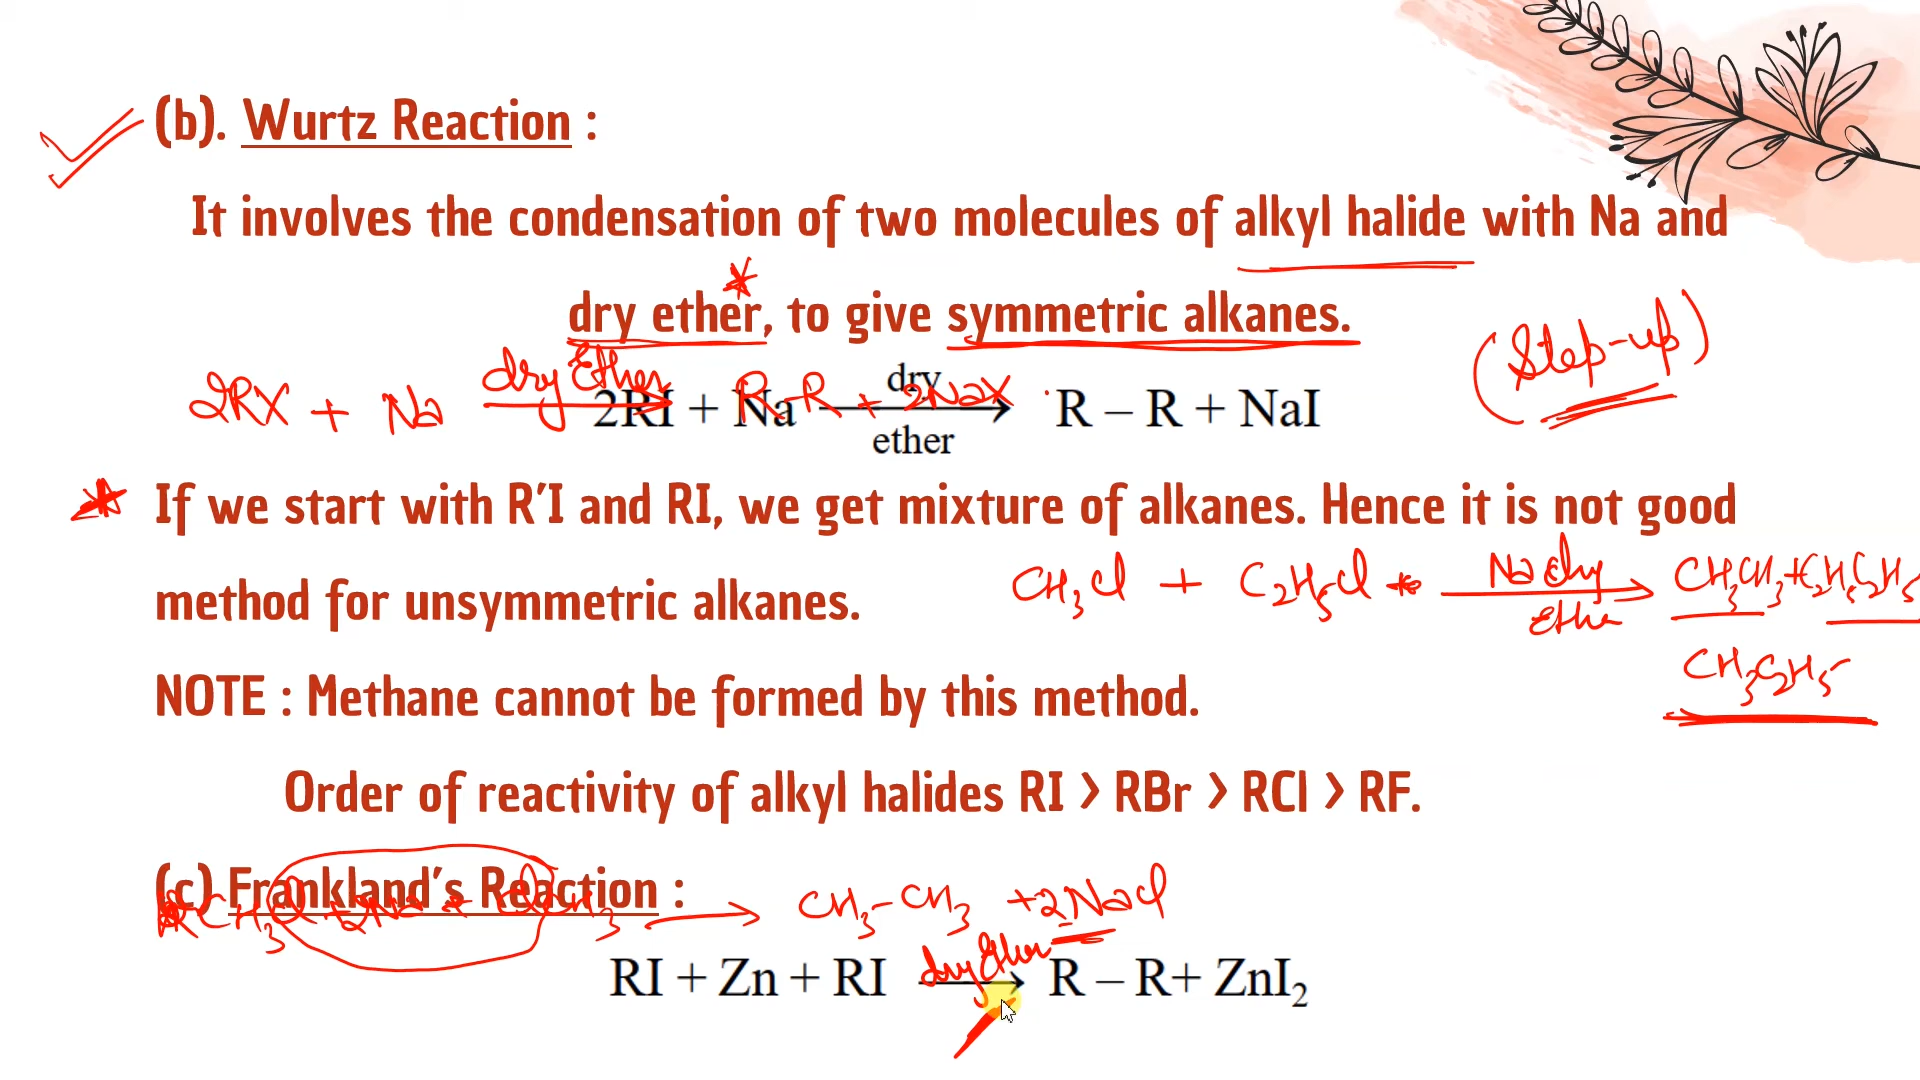 (b). Wurtz Reaction :
It involves the condensation of two molecules of alkyl halide with Na and
dry ether, to give symmetric alkanes.
(Step-up)
2RX + Na dry Ether R-R + 2NaX
2RI + Na dry ether R – R + NaI
If we start with R′I and RI, we get mixture of alkanes. Hence it is not good
method for unsymmetric alkanes.
CH3Cl + C2H5Cl Na dry Ether CH3CH3 + C2H5C2H5
CH3C2H5
NOTE : Methane cannot be formed by this method.
Order of reactivity of alkyl halides RI > RBr > RCl > RF.
(c) Frankland’s Reaction :
CH3Cl + 2Na + ClCH3 → CH3-CH3 + 2NaCl
dry Ether
RI + Zn + RI → R – R+ ZnI2